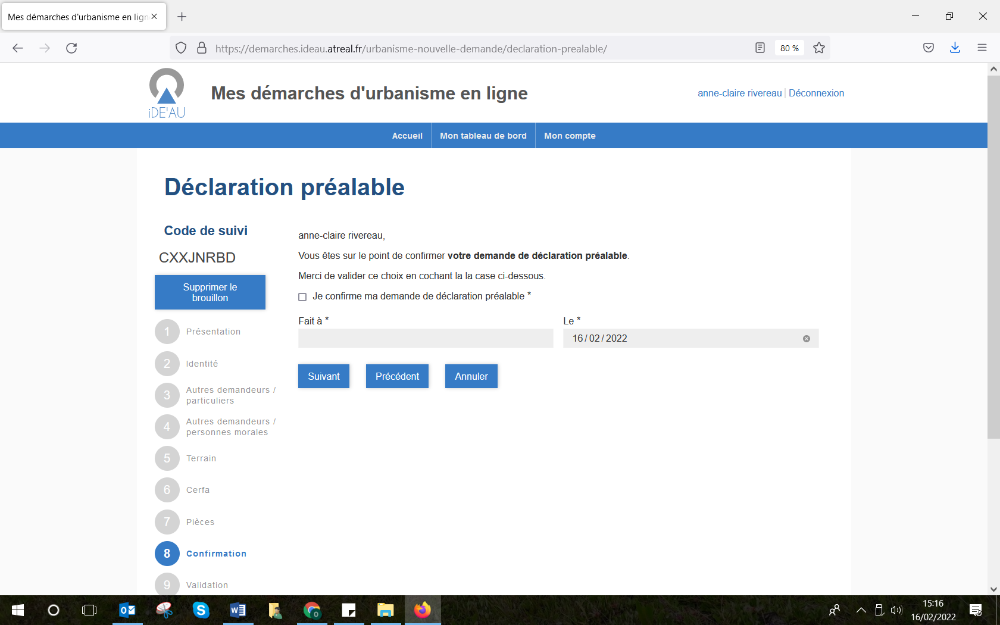 Mes démarches d'urbanisme en lign
https://demarches.ideau.atreal.fr/urbanisme-nouvelle-demande/declaration-prealable/
80 %
iDE'AU
Mes démarches d'urbanisme en ligne
anne-claire rivereau
Déconnexion
Accueil
Mon tableau de bord
Mon compte
Déclaration préalable
Code de suivi
CXXJNRBD
Supprimer le
brouillon
1 Présentation
2 Identité
3 Autres demandeurs /
particuliers
4 Autres demandeurs /
personnes morales
5 Terrain
6 Cerfa
7 Pièces
8 Confirmation
9 Validation
anne-claire rivereau,
Vous êtes sur le point de confirmer votre demande de déclaration préalable.
Merci de valider ce choix en cochant la la case ci-dessous.
Je confirme ma demande de déclaration préalable *
Fait à *
Le *
16/02/2022
Suivant
Précédent
Annuler
15:16
16/02/2022